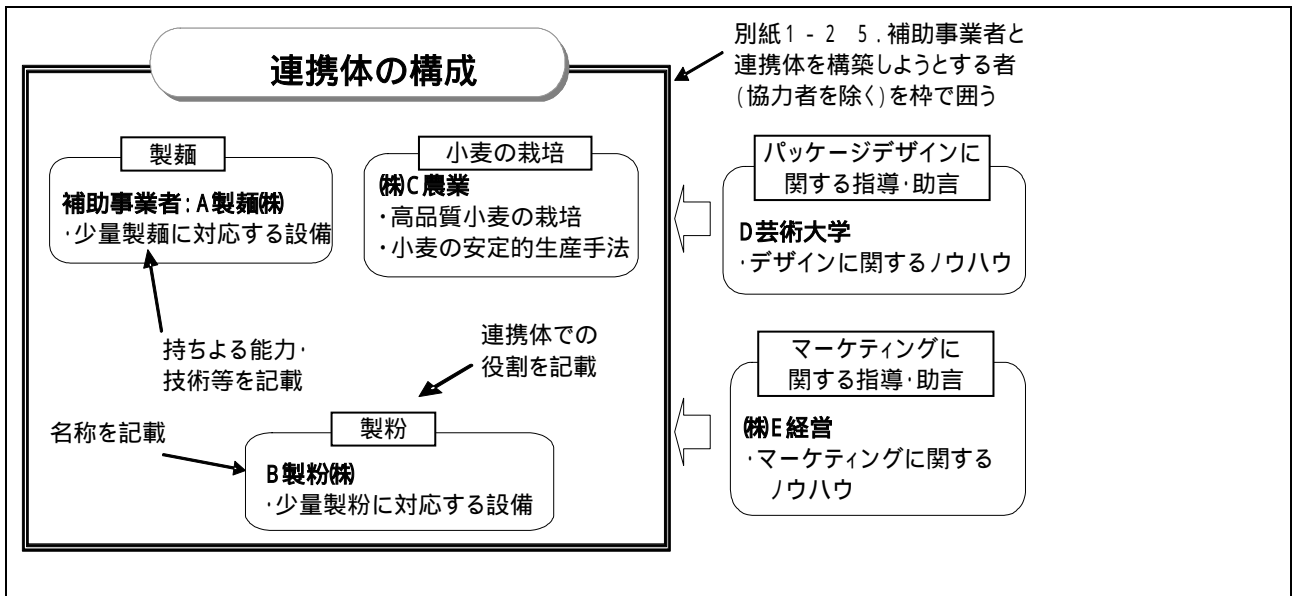 連携体の構成
別紙1-2 5.補助事業者と
連携体を構築しようとする者
(協力者を除く)を枠で囲う
製麺
補助事業者:A製麺㈱
・少量製麺に対応する設備
小麦の栽培
㈱C農業
・高品質小麦の栽培
・小麦の安定的生産手法
パッケージデザインに
関する指導・助言
D芸術大学
・デザインに関するノウハウ
持ちよる能力・
技術等を記載
連携体での
役割を記載
名称を記載
製粉
B製粉㈱
・少量製粉に対応する設備
マーケティングに
関する指導・助言
㈱E経営
・マーケティングに関する
ノウハウ